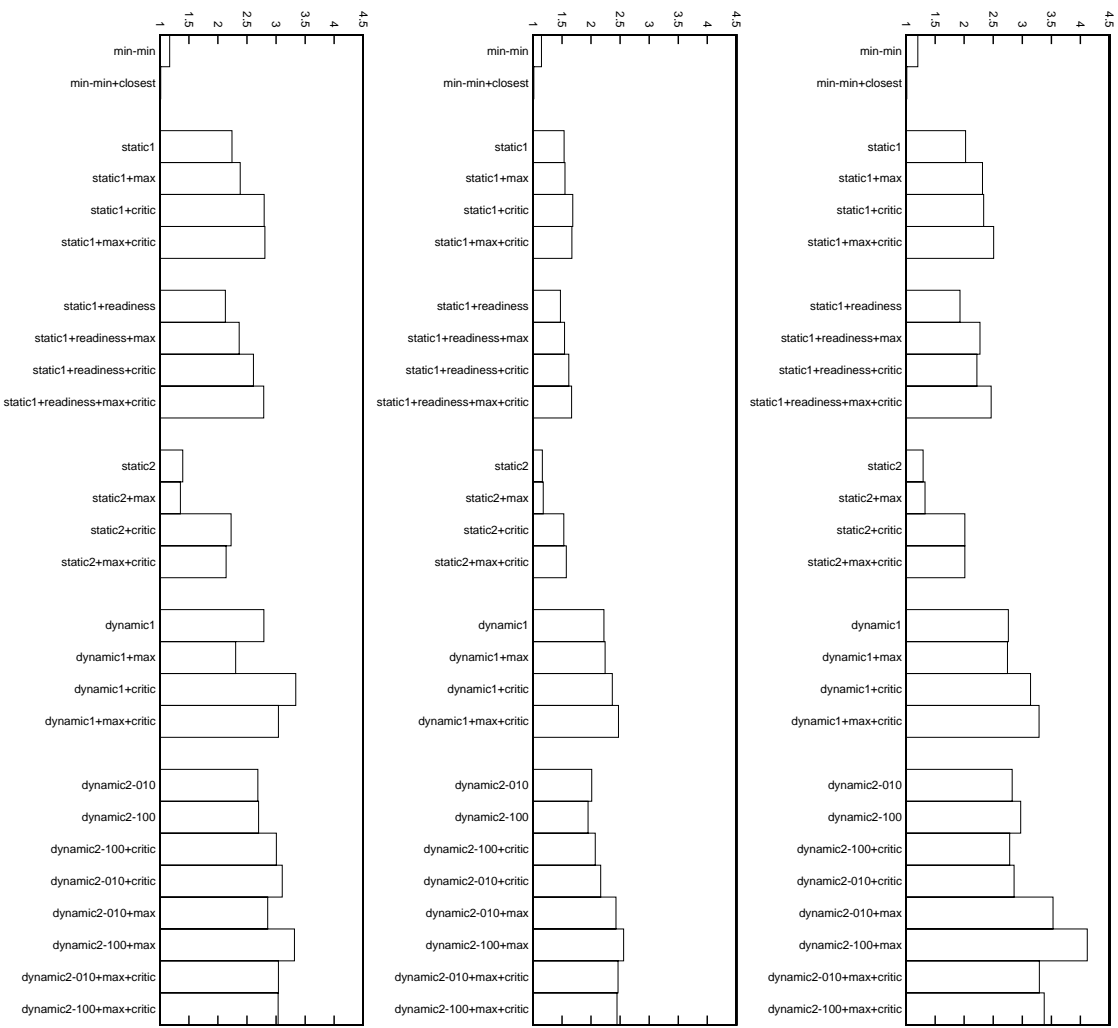 1 1.5 2 2.5 3 3.5 4 4.5
min-min
min-min+closest
static1
static1+max
static1+critic
static1+max+critic
static1+readiness
static1+readiness+max
static1+readiness+critic
static1+readiness+max+critic
static2
static2+max
static2+critic
static2+max+critic
dynamic1
dynamic1+max
dynamic1+critic
dynamic1+max+critic
dynamic2-010
dynamic2-100
dynamic2-100+critic
dynamic2-010+critic
dynamic2-010+max
dynamic2-100+max
dynamic2-010+max+critic
dynamic2-100+max+critic
1 1.5 2 2.5 3 3.5 4 4.5
min-min
min-min+closest
static1
static1+max
static1+critic
static1+max+critic
static1+readiness
static1+readiness+max
static1+readiness+critic
static1+readiness+max+critic
static2
static2+max
static2+critic
static2+max+critic
dynamic1
dynamic1+max
dynamic1+critic
dynamic1+max+critic
dynamic2-010
dynamic2-100
dynamic2-100+critic
dynamic2-010+critic
dynamic2-010+max
dynamic2-100+max
dynamic2-010+max+critic
dynamic2-100+max+critic
1 1.5 2 2.5 3 3.5 4 4.5
min-min
min-min+closest
static1
static1+max
static1+critic
static1+max+critic
static1+readiness
static1+readiness+max
static1+readiness+critic
static1+readiness+max+critic
static2
static2+max
static2+critic
static2+max+critic
dynamic1
dynamic1+max
dynamic1+critic
dynamic1+max+critic
dynamic2-010
dynamic2-100
dynamic2-100+critic
dynamic2-010+critic
dynamic2-010+max
dynamic2-100+max
dynamic2-010+max+critic
dynamic2-100+max+critic